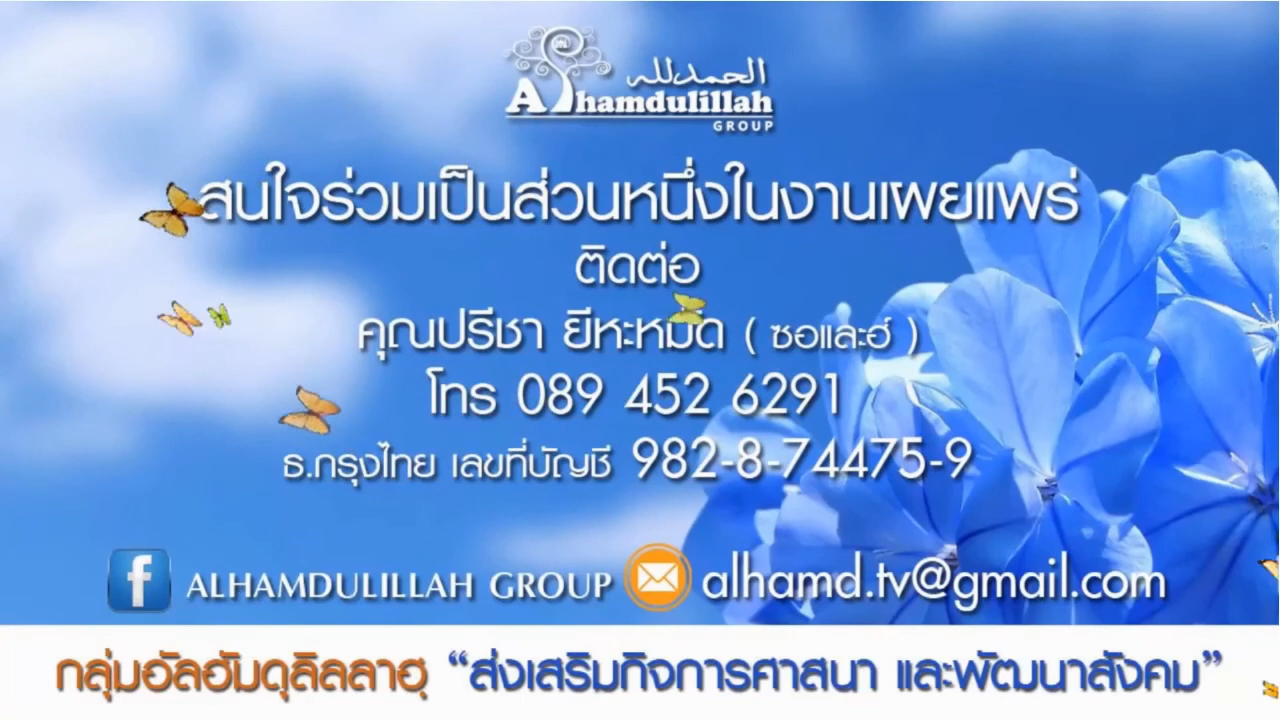 الحمدلله
Alhamdulillah
GROUP
สนใจร่วมเป็นส่วนหนึ่งในงานเผยแพร่
ติดต่อ
คุณปรีชา ยีหะหมัด ( ซอและฮ์ )
โทร 089 452 6291
ธ.กรุงไทย เลขที่บัญชี 982-8-74475-9
f ALHAMDULILLAH GROUP alhamd.tv@gmail.com
กลุ่มอัลฮัมดุลิลลาฮฺ “ส่งเสริมกิจการศาสนา และพัฒนาสังคม”